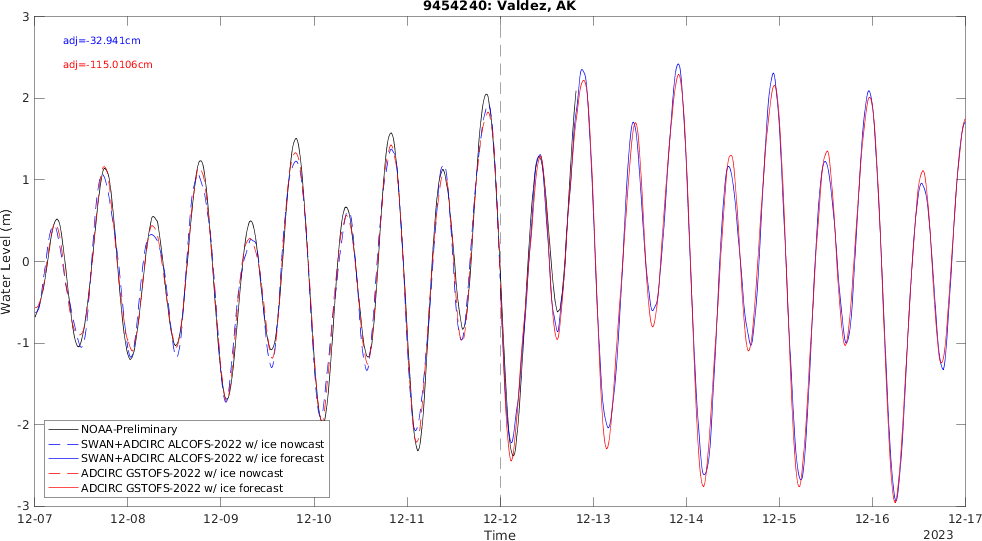 9454240: Valdez, AK
adj=-32.941cm
adj=-115.0106cm
3
2
1
0
-1
-2
-3
Water Level (m)
NOAA-Preliminary
SWAN+ADCIRC ALCOFS-2022 w/ ice nowcast
SWAN+ADCIRC ALCOFS-2022 w/ ice forecast
ADCIRC GSTOFS-2022 w/ ice nowcast
ADCIRC GSTOFS-2022 w/ ice forecast
12-07 12-08 12-09 12-10 12-11 12-12 12-13 12-14 12-15 12-16 12-17
Time
2023